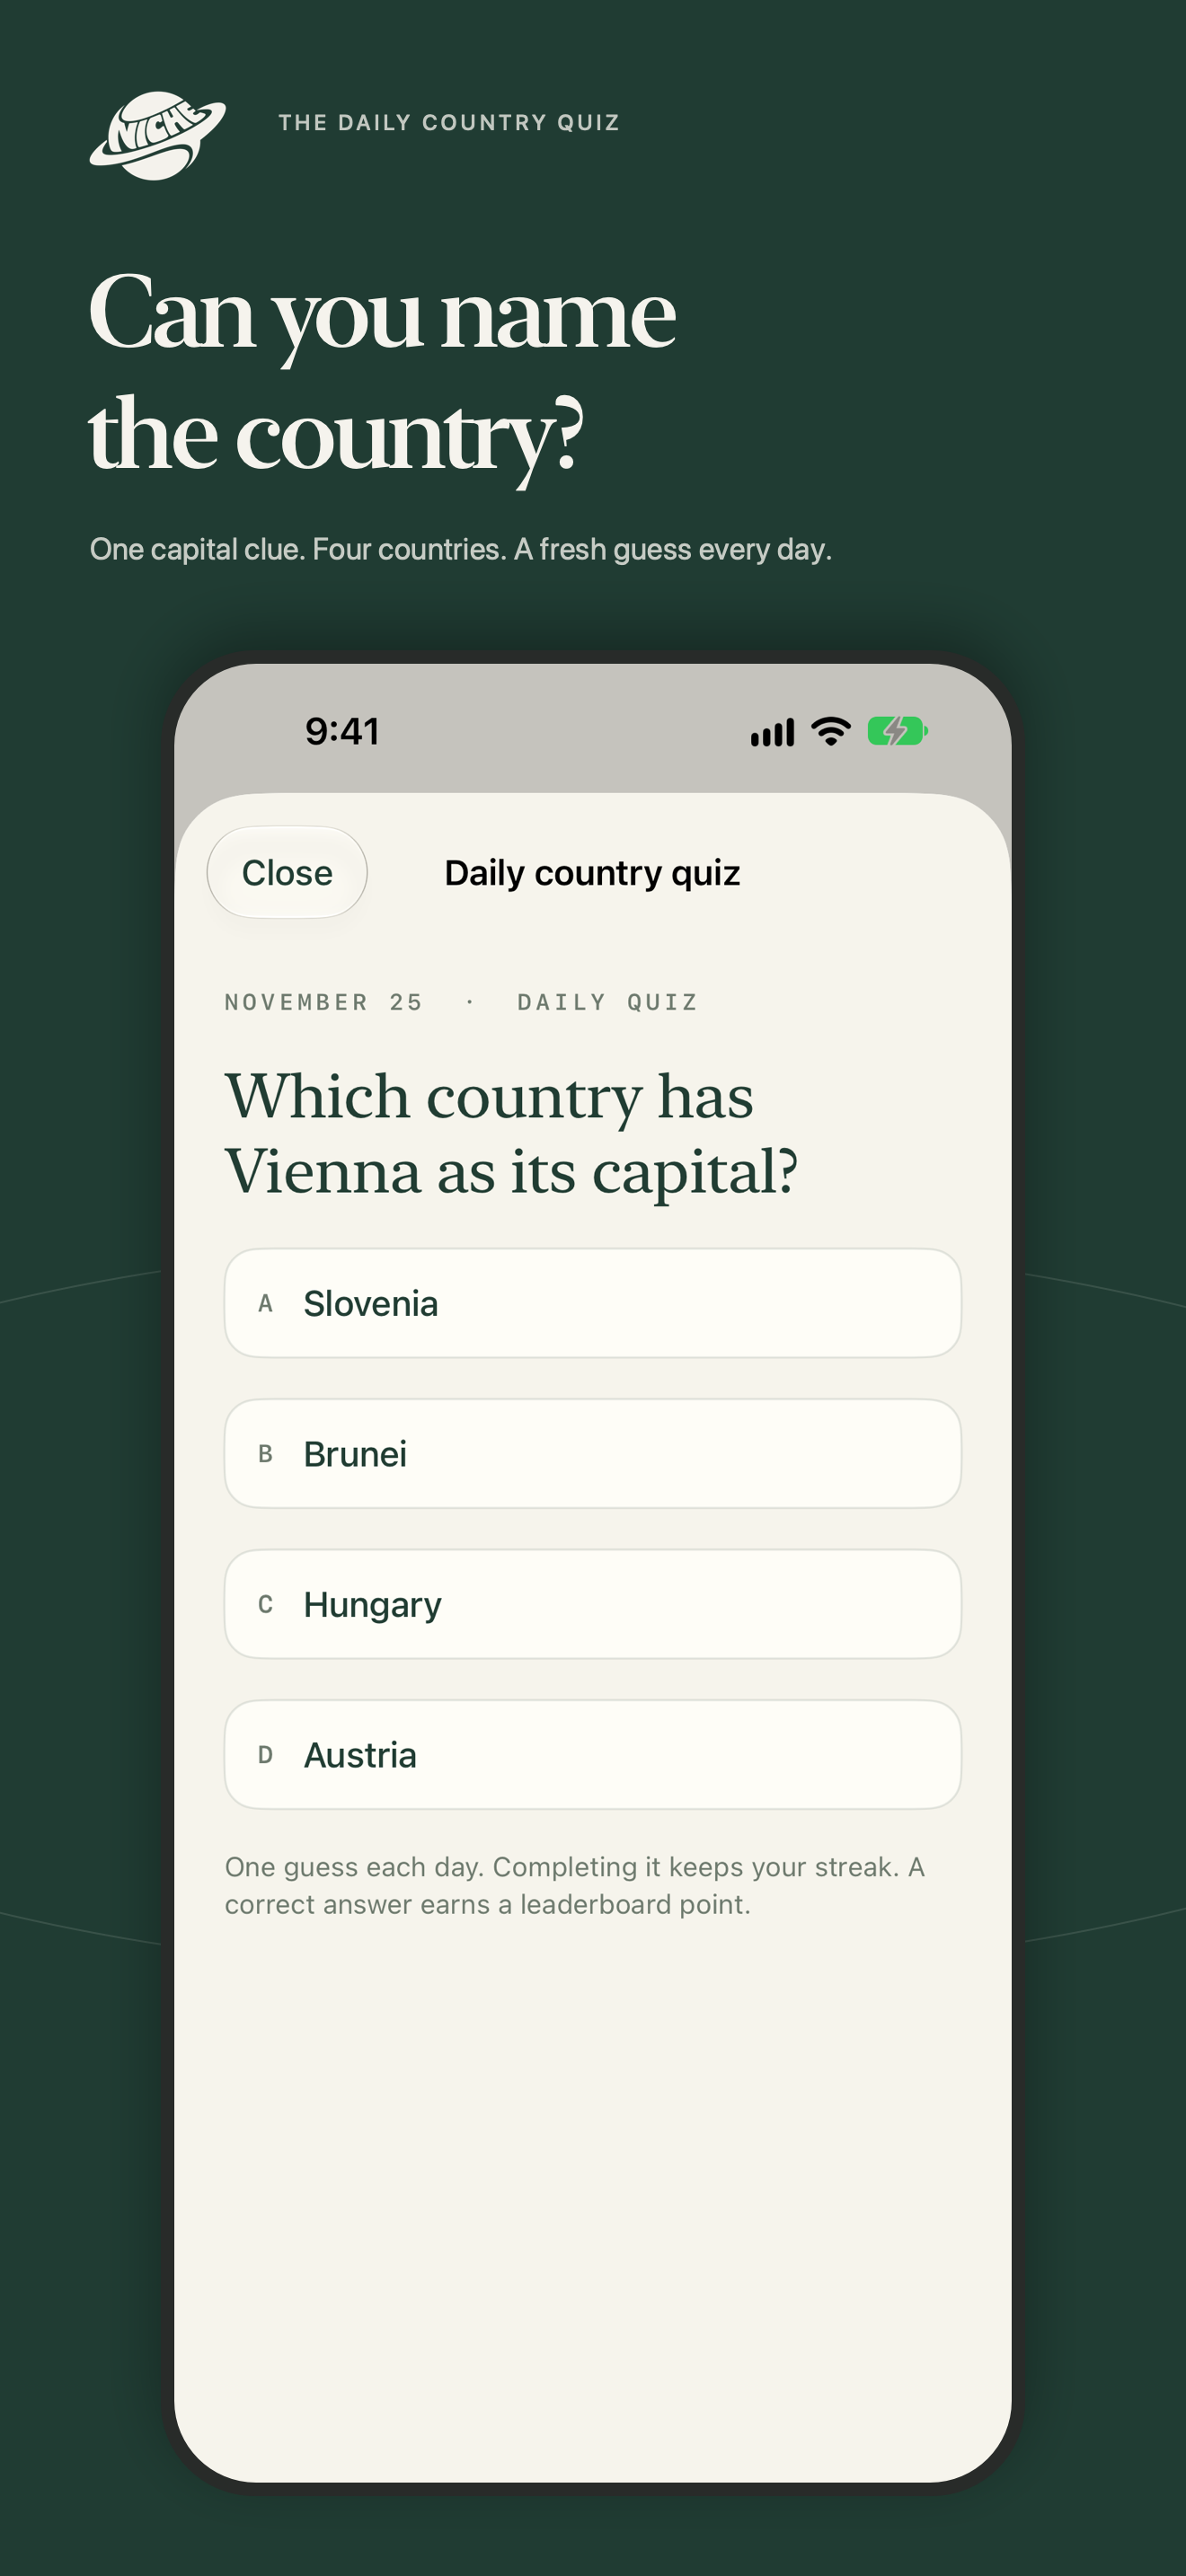 NICHE
THE DAILY COUNTRY QUIZ
Can you name
the country?
One capital clue. Four countries. A fresh guess every day.
9:41
Close
Daily country quiz
NOVEMBER 25 · DAILY QUIZ
Which country has
Vienna as its capital?
A Slovenia
B Brunei
C Hungary
D Austria
One guess each day. Completing it keeps your streak. A
correct answer earns a leaderboard point.